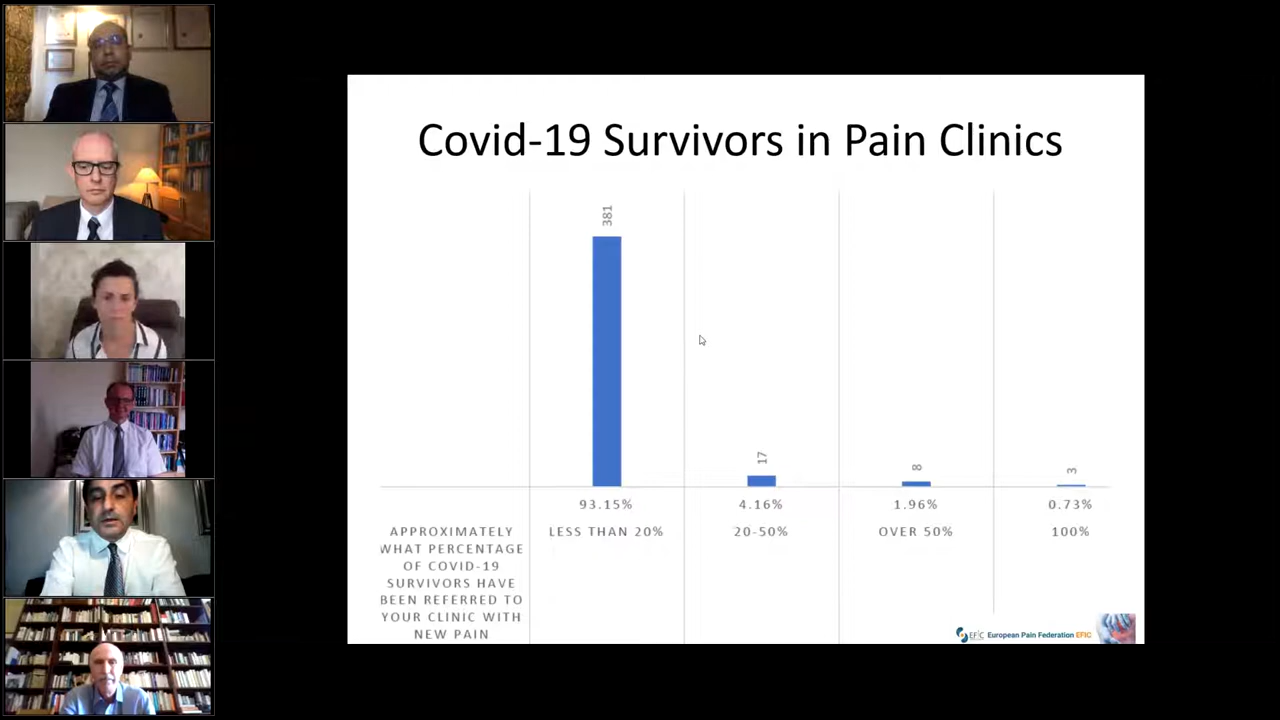 Covid-19 Survivors in Pain Clinics
381
17
8
3
93.15%
4.16%
1.96%
0.73%
APPROXIMATELY
WHAT PERCENTAGE
OF COVID-19
SURVIVORS HAVE
BEEN REFERRED TO
YOUR CLINIC WITH
NEW PAIN
LESS THAN 20%
20-50%
OVER 50%
100%
EFIC European Pain Federation EFIC